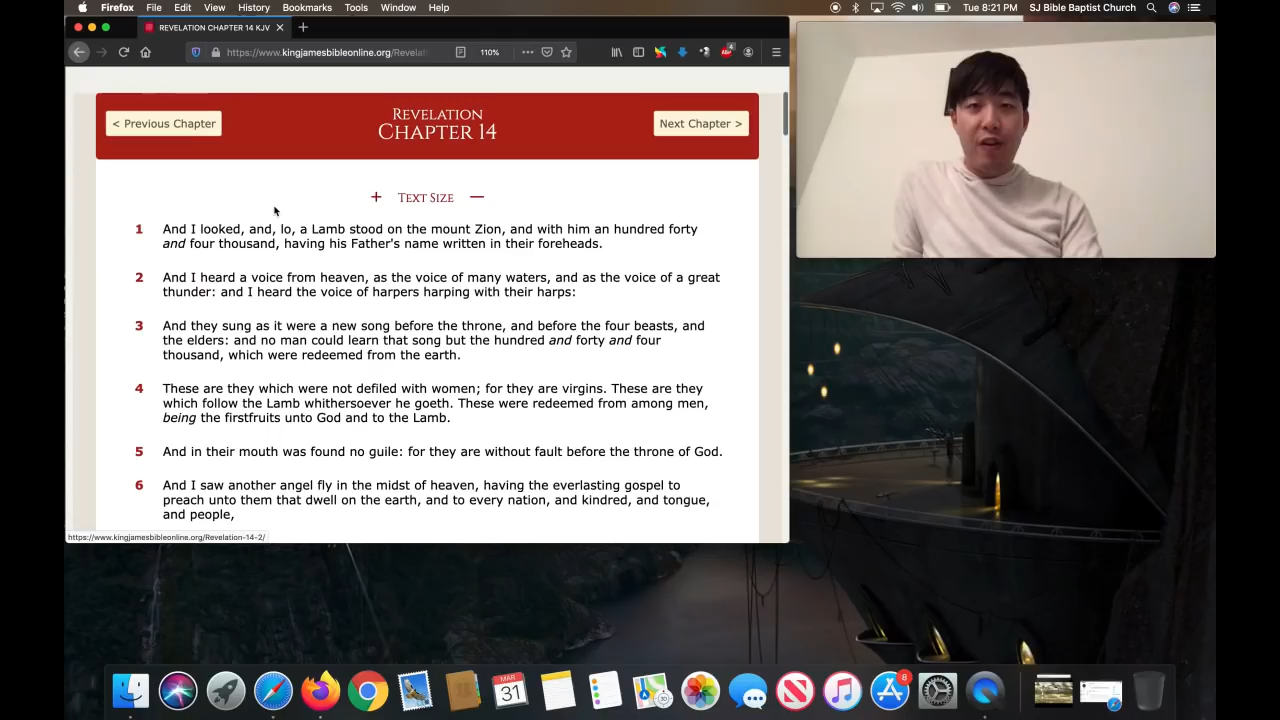 Firefox File Edit View History Bookmarks Tools Window Help
Tue 8:21 PM SJ Bible Baptist Church
REVELATION CHAPTER 14 KJV
https://www.kingjamesbibleonline.org/Revelat
110%
4
REVELATION
CHAPTER 14
< Previous Chapter
Next Chapter >
+ TEXT SIZE —
1 And I looked, and, lo, a Lamb stood on the mount Zion, and with him an hundred forty
and four thousand, having his Father's name written in their foreheads.
2 And I heard a voice from heaven, as the voice of many waters, and as the voice of a great
thunder: and I heard the voice of harpers harping with their harps:
3 And they sung as it were a new song before the throne, and before the four beasts, and
the elders: and no man could learn that song but the hundred and forty and four
thousand, which were redeemed from the earth.
4 These are they which were not defiled with women; for they are virgins. These are they
which follow the Lamb whithersoever he goeth. These were redeemed from among men,
being the firstfruits unto God and to the Lamb.
5 And in their mouth was found no guile: for they are without fault before the throne of God.
6 And I saw another angel fly in the midst of heaven, having the everlasting gospel to
preach unto them that dwell on the earth, and to every nation, and kindred, and tongue,
and people,
https://www.kingjamesbibleonline.org/Revelation-14-2/
MAR
31
8